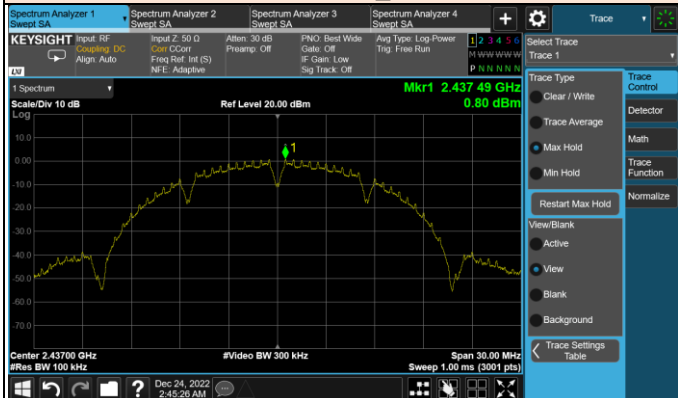 Spectrum Analyzer 1
Swept SA
Spectrum Analyzer 2
Swept SA
Spectrum Analyzer 3
Swept SA
Spectrum Analyzer 4
Swept SA
+
Trace
KEYSIGHT
Input: RF
Coupling: DC
Align: Auto
Input Z: 50 Ω
Corr CCorr
Freq Ref: Int (S)
NFE: Adaptive
Atten: 30 dB
Preamp: Off
PNO: Best Wide
Gate: Off
IF Gain: Low
Sig Track: Off
Avg Type: Log-Power
Trig: Free Run
1 2 3 4 5 6
M W W W W W
P N N N N N
LXI
Select Trace
Trace 1
1 Spectrum
Mkr1 2.437 49 GHz
Scale/Div 10 dB
Ref Level 20.00 dBm
0.80 dBm
Log
10.0
0.00
-10.0
-20.0
-30.0
-40.0
-50.0
-60.0
-70.0
1
Center 2.43700 GHz
#Video BW 300 kHz
Span 30.00 MHz
#Res BW 100 kHz
Sweep 1.00 ms (3001 pts)
Trace Type
Clear / Write
Trace Average
Max Hold
Min Hold
Restart Max Hold
View/Blank
Active
View
Blank
Background
Trace Settings
Table
Trace
Control
Detector
Math
Trace
Function
Normalize
?
Dec 24, 2022
2:45:26 AM